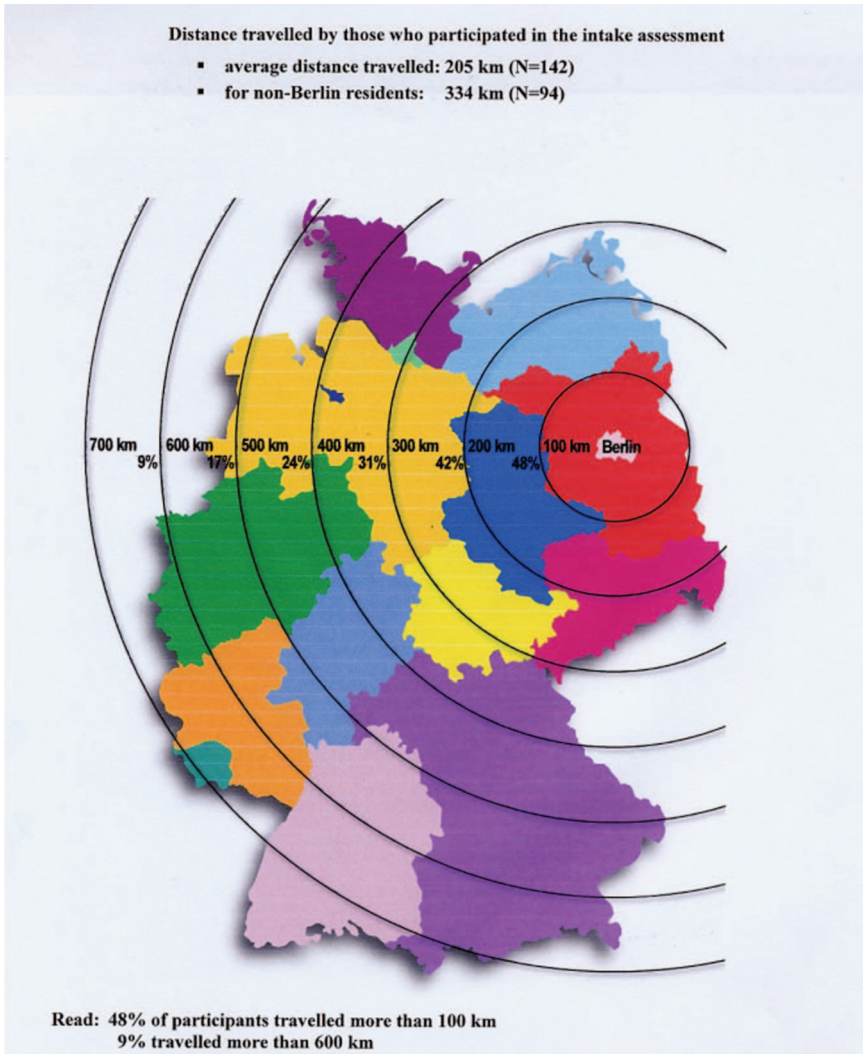 Distance travelled by those who participated in the intake assessment
▪ average distance travelled: 205 km (N=142)
▪ for non-Berlin residents: 334 km (N=94)
700 km 600 km 500 km 400 km 300 km 200 km 100 km Berlin
9% 17% 24% 31% 42% 48%
Read: 48% of participants travelled more than 100 km
9% travelled more than 600 km